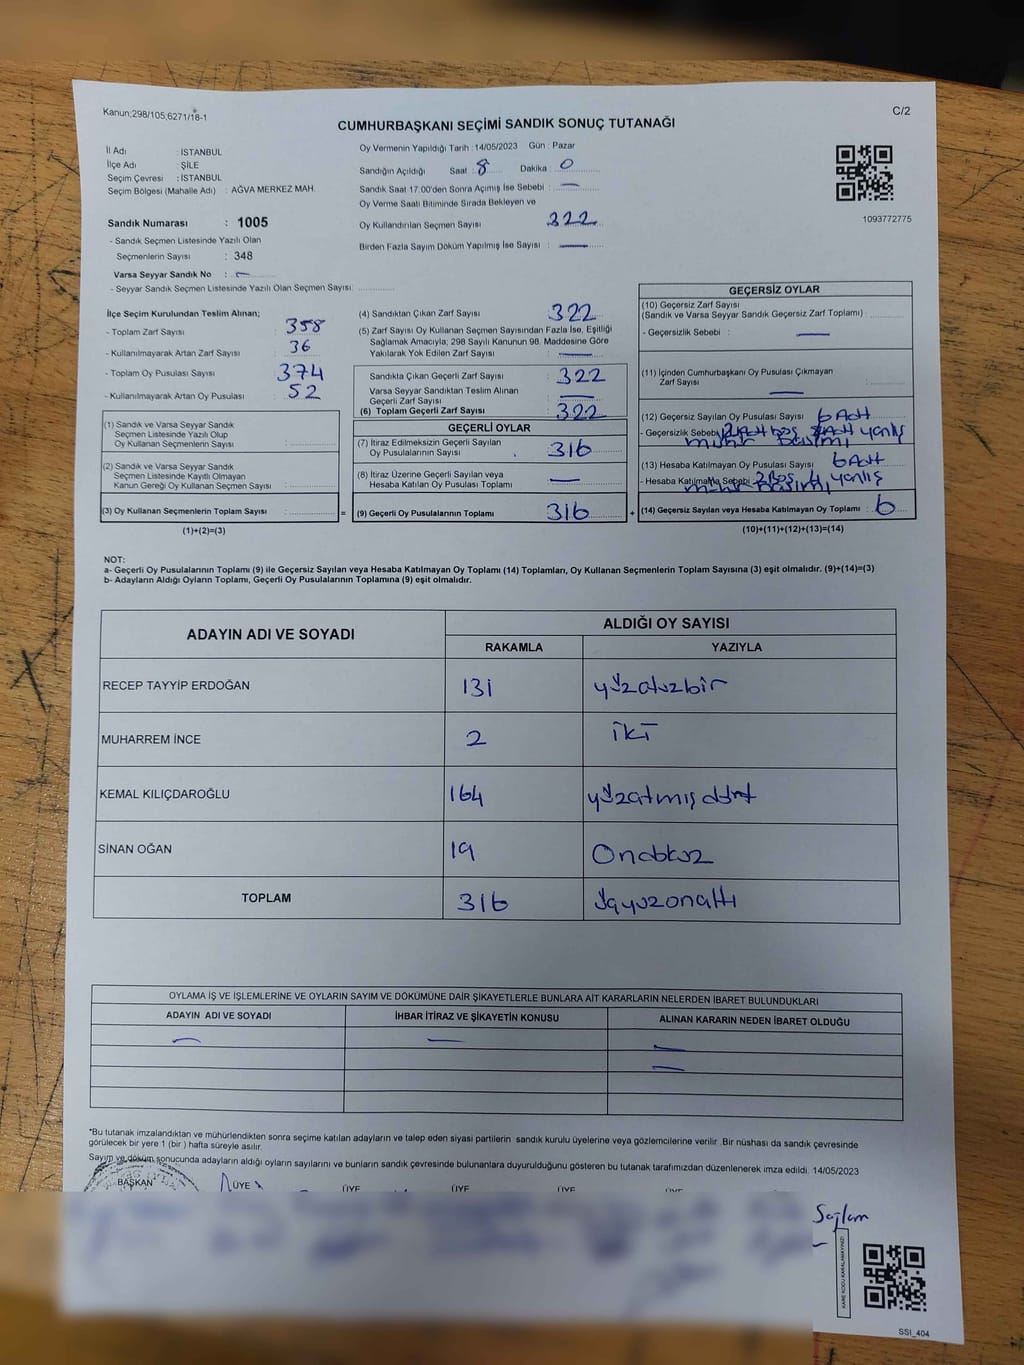 Kanun;298/105,6271/18-1
C/2
CUMHURBAŞKANI SEÇİMİ SANDIK SONUÇ TUTANAĞI
İl Adı : İSTANBUL
İlçe Adı : ŞİLE
Seçim Çevresi : İSTANBUL
Seçim Bölgesi (Mahalle Adı) : AĞVA MERKEZ MAH.
Sandık Numarası : 1005
- Sandık Seçmen Listesinde Yazılı Olan
Seçmenlerin Sayısı : 348
Varsa Seyyar Sandık No : —
- Seyyar Sandık Seçmen Listesinde Yazılı Olan Seçmen Sayısı:
Oy Vermenin Yapıldığı Tarih : 14/05/2023 Gün : Pazar
Sandığın Açıldığı Saat : 8 Dakika : 0
Sandık Saat 17:00'den Sonra Açımış İse Sebebi : —
Oy Verme Saati Bitiminde Sırada Bekleyen ve
Oy Kullandırılan Seçmen Sayısı 322
Birden Fazla Sayım Döküm Yapılmış İse Sayısı : —
1093772775
İlçe Seçim Kurulundan Teslim Alınan;
- Toplam Zarf Sayısı : 358
- Kullanılmayarak Artan Zarf Sayısı : 36
- Toplam Oy Pusulası Sayısı : 374
- Kullanılmayarak Artan Oy Pusulası : 52
(1) Sandık ve Varsa Seyyar Sandık
Seçmen Listesinde Yazılı Olup
Oy Kullanan Seçmenlerin Sayısı :
(2) Sandık ve Varsa Seyyar Sandık
Seçmen Listesinde Kayıtlı Olmayan
Kanun Gereği Oy Kullanan Seçmen Sayısı :
(3) Oy Kullanan Seçmenlerin Toplam Sayısı :
(1)+(2)=(3)
(4) Sandıktan Çıkan Zarf Sayısı : 322
(5) Zarf Sayısı Oy Kullanan Seçmen Sayısından Fazla İse, Eşitliği
Sağlamak Amacıyla; 298 Sayılı Kanunun 98. Maddesine Göre
Yakılarak Yok Edilen Zarf Sayısı : —
Sandıkta Çıkan Geçerli Zarf Sayısı : 322
Varsa Seyyar Sandıktan Teslim Alınan
Geçerli Zarf Sayısı : —
(6) Toplam Geçerli Zarf Sayısı : 322
GEÇERLİ OYLAR
(7) İtiraz Edilmeksizin Geçerli Sayılan
Oy Pusulası Sayısı : 316
(8) İtiraz Üzerine Geçerli Sayılan ve
Hesaba Katılan Oy Pusulası Toplamı : —
= (9) Geçerli Oy Pusulalarının Toplamı : 316 +
GEÇERSİZ OYLAR
(10) Geçersiz Zarf Sayısı
(Sandık ve Varsa Seyyar Sandık Geçersiz Zarf Toplamı) :
- Geçersizlik Sebebi : —
(11) İçinden Cumhurbaşkanı Oy Pusulası Çıkmayan
Zarf Sayısı : —
(12) Geçersiz Sayılan Oy Pusulası Sayısı : 6 Adet
- Geçersizlik Sebebi boş yanlış
mühür Basımı
(13) Hesaba Katılmayan Oy Pusulası Sayısı : 6 Adet
- Hesaba Katılmama Sebebi 2 Boş 4 yanlış
mühür Basımı
(14) Geçersiz Sayılan veya Hesaba Katılmayan Oy Toplamı : 6
(10)+(11)+(12)+(13)=(14)
NOT:
a- Geçerli Oy Pusulalarının Toplamı (9) ile Geçersiz Sayılan veya Hesaba Katılmayan Oy Toplamı (14) Toplamları, Oy Kullanan Seçmenlerin Toplam Sayısına (3) eşit olmalıdır. (9)+(14)=(3)
b- Adayların Aldığı Oyların Toplamı, Geçerli Oy Pusulalarının Toplamına (9) eşit olmalıdır.
ADAYIN ADI VE SOYADI
ALDIĞI OY SAYISI
RAKAMLA YAZIYLA
RECEP TAYYİP ERDOĞAN 131 yüzotuzbir
MUHARREM İNCE 2 İki
KEMAL KILIÇDAROĞLU 164 yüzatmışdört
SİNAN OĞAN 19 Ondokuz
TOPLAM 316 üçyüzonaltı
OYLAMA İŞ VE İŞLEMLERİNE VE OYLARIN SAYIM VE DÖKÜMÜNE DAİR ŞİKAYETLERLE BUNLARA AİT KARARLARIN NELERDEN İBARET BULUNDUKLARI
ADAYIN ADI VE SOYADI İHBAR İTİRAZ VE ŞİKAYETİN KONUSU ALINAN KARARIN NEDEN İBARET OLDUĞU
— — —
—
*Bu tutanak imzalandıktan ve mühürlendikten sonra seçime katılan adayların ve talep eden siyasi partilerin sandık kurulu üyelerine veya gözlemcilerine verilir .Bir nüshası da sandık çevresinde
görülecek bir yere 1 (bir ) hafta süreyle asılır.
Sayım ve döküm sonucunda adayların aldığı oyların sayılarını ve bunların sandık çevresinde bulunanlara duyurulduğunu gösteren bu tutanak tarafımızdan düzenlenerek imza edildi. 14/05/2023
BAŞKAN ÜYE ÜYE ÜYE ÜYE ÜYE
Sağlam
KARE KODU KARALAMAYINIZ!
SSI_404